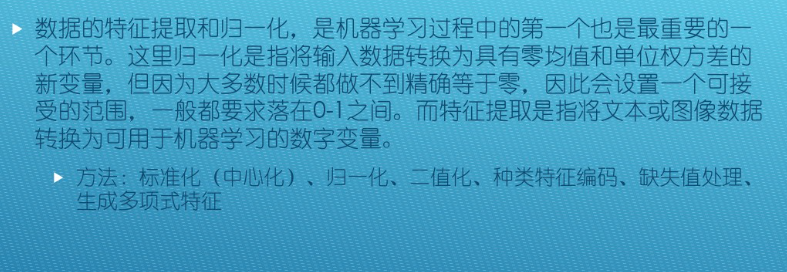 数据的特征提取和归一化，是机器学习过程中的第一个也是最重要的一
个环节。这里归一化是指将输入数据转换为具有零均值和单位权方差的
新变量，但因为大多数时候都做不到精确等于零，因此会设置一个可接
受的范围，一般都要求落在0-1之间。而特征提取是指将文本或图像数据
转换为可用于机器学习的数字变量。
方法：标准化（中心化）、归一化、二值化、种类特征编码、缺失值处理、
生成多项式特征